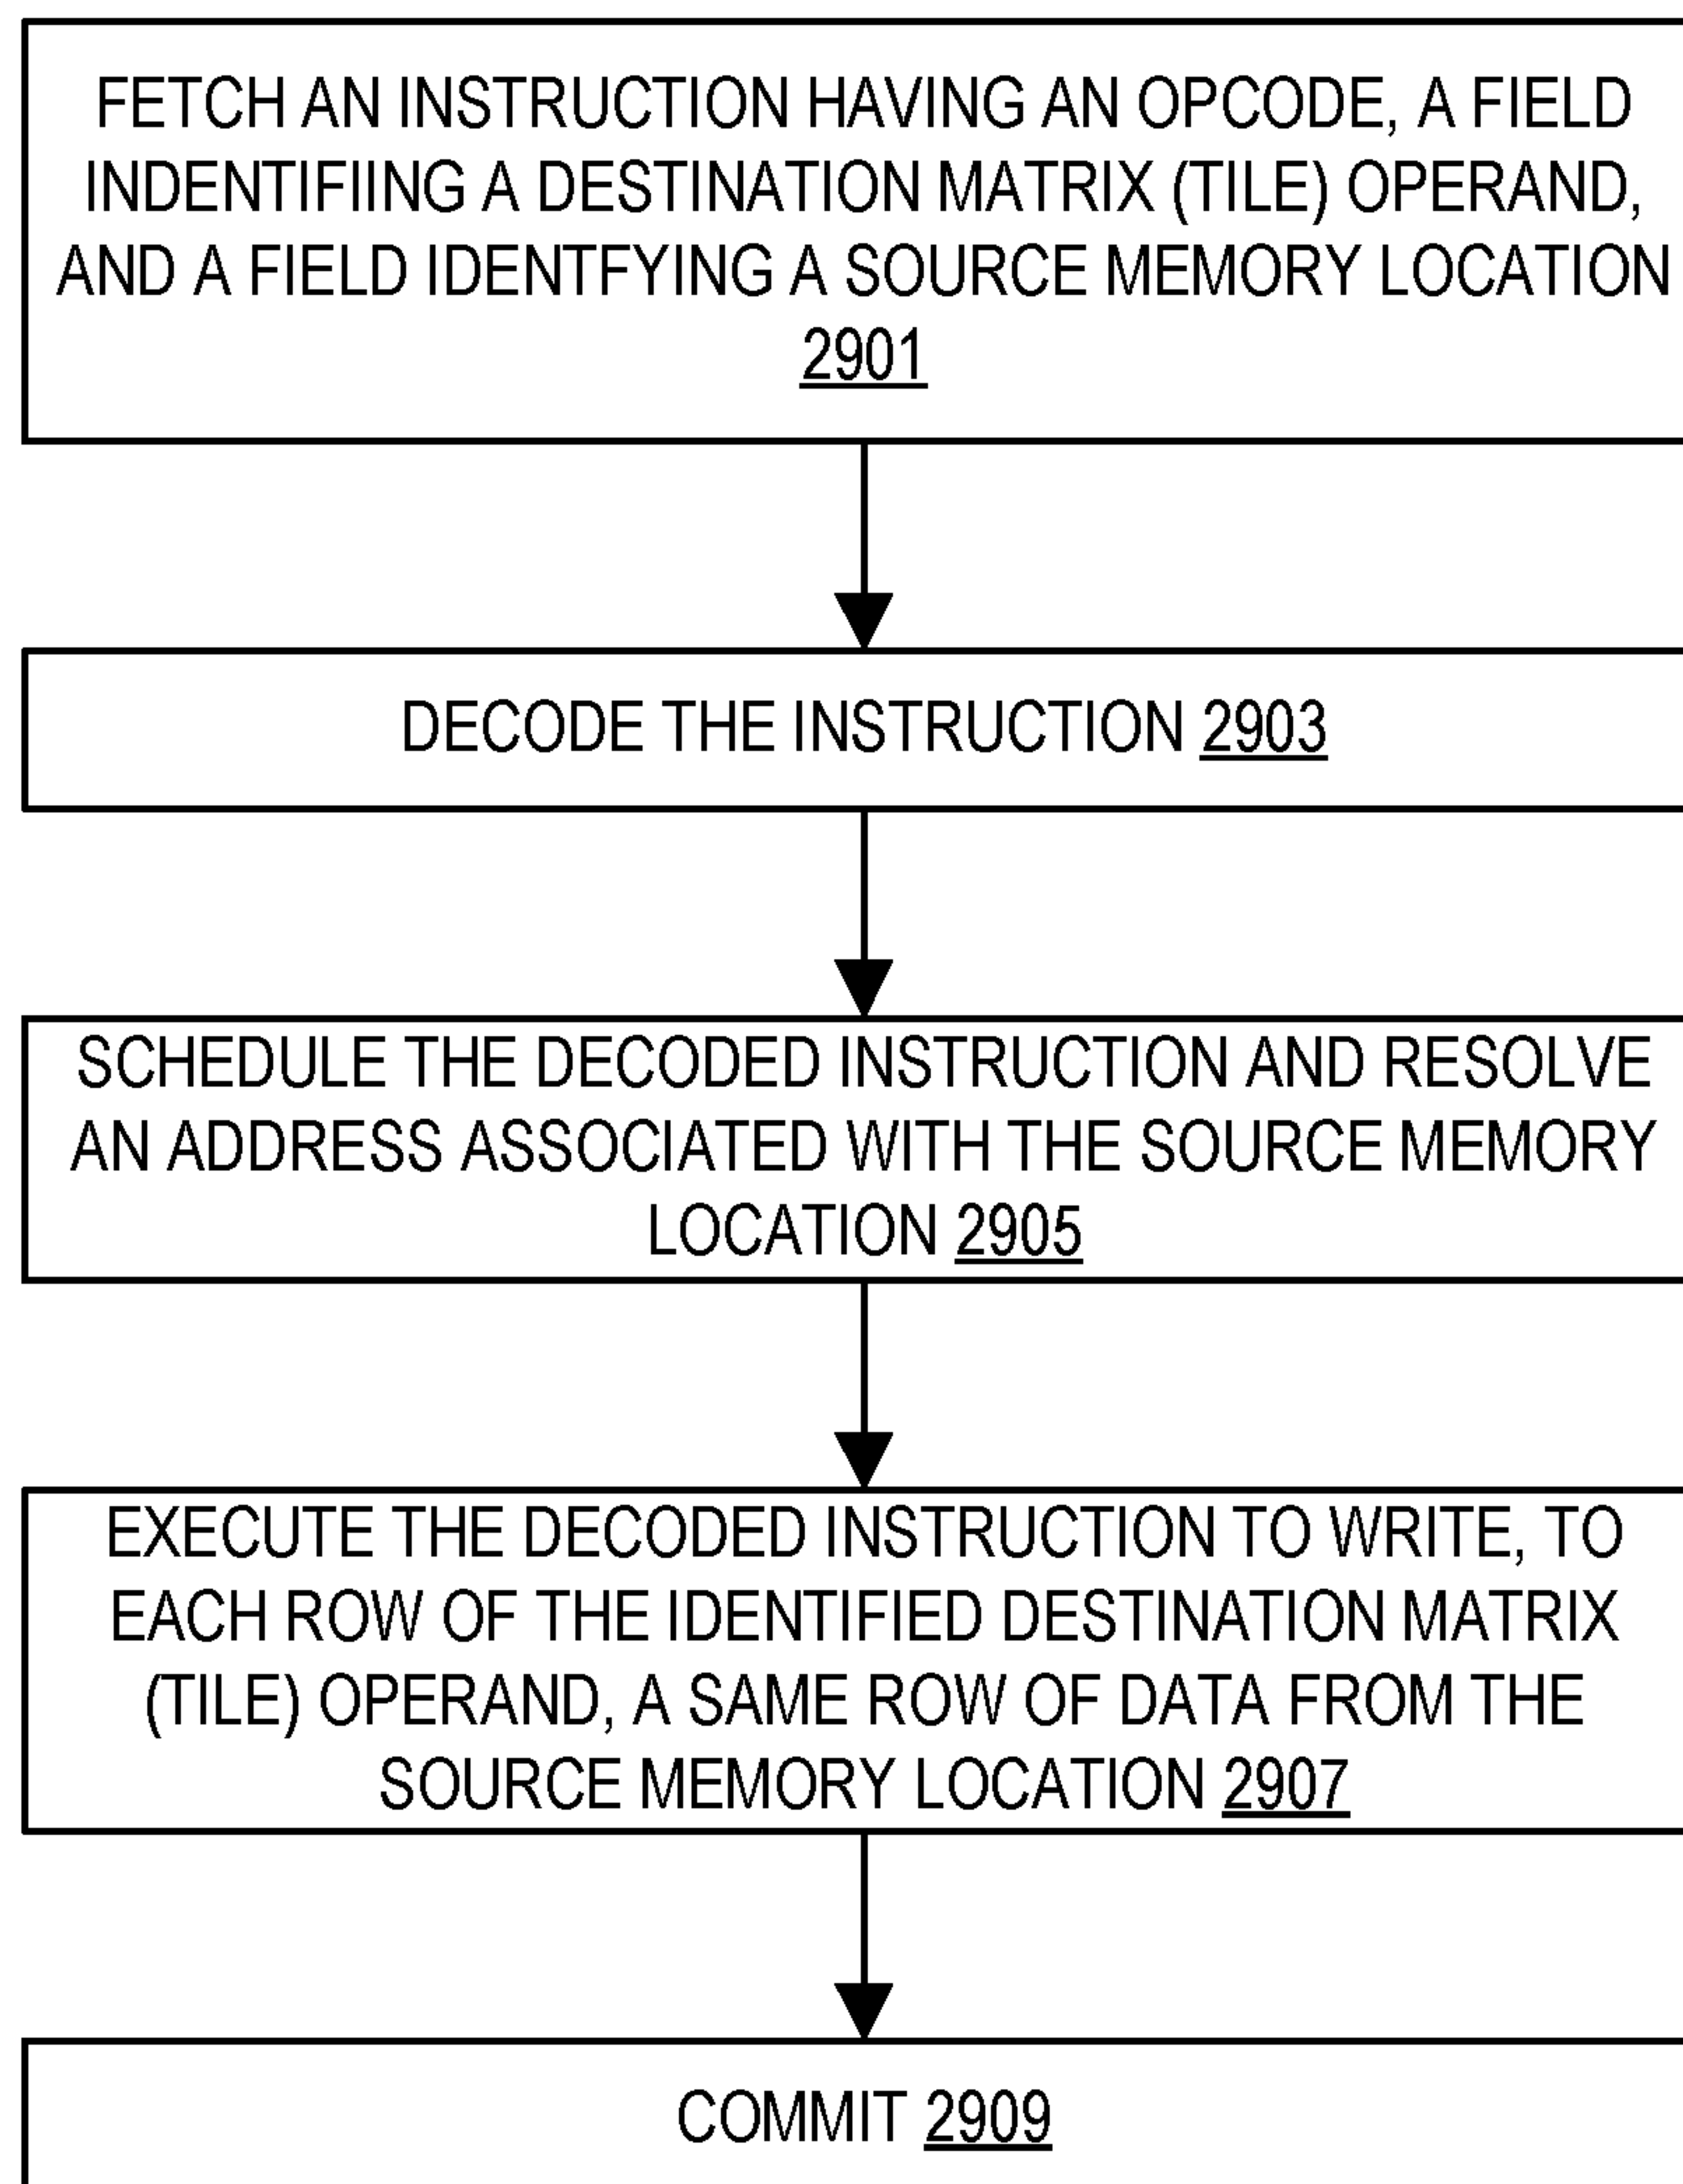 FETCH AN INSTRUCTION HAVING AN OPCODE, A FIELD
INDENTIFIING A DESTINATION MATRIX (TILE) OPERAND,
AND A FIELD IDENTFYING A SOURCE MEMORY LOCATION
2901
DECODE THE INSTRUCTION 2903
SCHEDULE THE DECODED INSTRUCTION AND RESOLVE
AN ADDRESS ASSOCIATED WITH THE SOURCE MEMORY
LOCATION 2905
EXECUTE THE DECODED INSTRUCTION TO WRITE, TO
EACH ROW OF THE IDENTIFIED DESTINATION MATRIX
(TILE) OPERAND, A SAME ROW OF DATA FROM THE
SOURCE MEMORY LOCATION 2907
COMMIT 2909